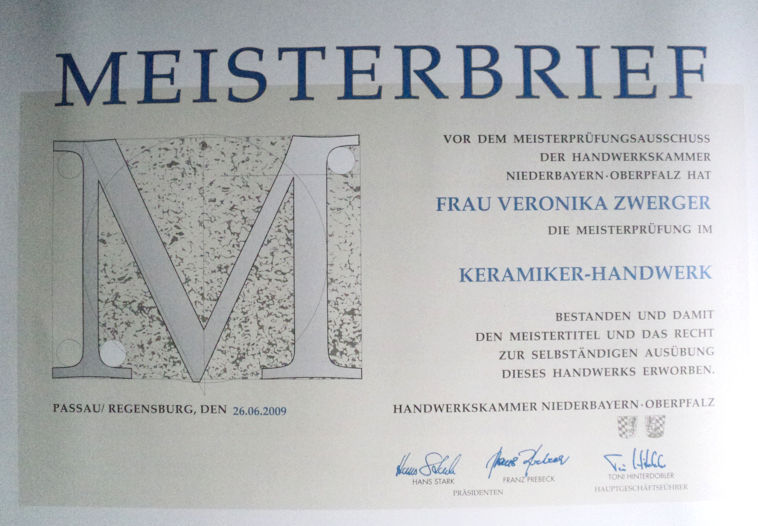 MEISTERBRIEF
VOR DEM MEISTERPRÜFUNGSAUSSCHUSS
DER HANDWERKSKAMMER
NIEDERBAYERN·OBERPFALZ HAT
FRAU VERONIKA ZWERGER
DIE MEISTERPRÜFUNG IM
KERAMIKER-HANDWERK
BESTANDEN UND DAMIT
DEN MEISTERTITEL UND DAS RECHT
ZUR SELBSTÄNDIGEN AUSÜBUNG
DIESES HANDWERKS ERWORBEN.
M
PASSAU/ REGENSBURG, DEN 26.06.2009
HANDWERKSKAMMER NIEDERBAYERN·OBERPFALZ
HANS STARK
FRANZ PREBECK
TONI HINTERDOBLER
PRÄSIDENTEN
HAUPTGESCHÄFTSFÜHRER